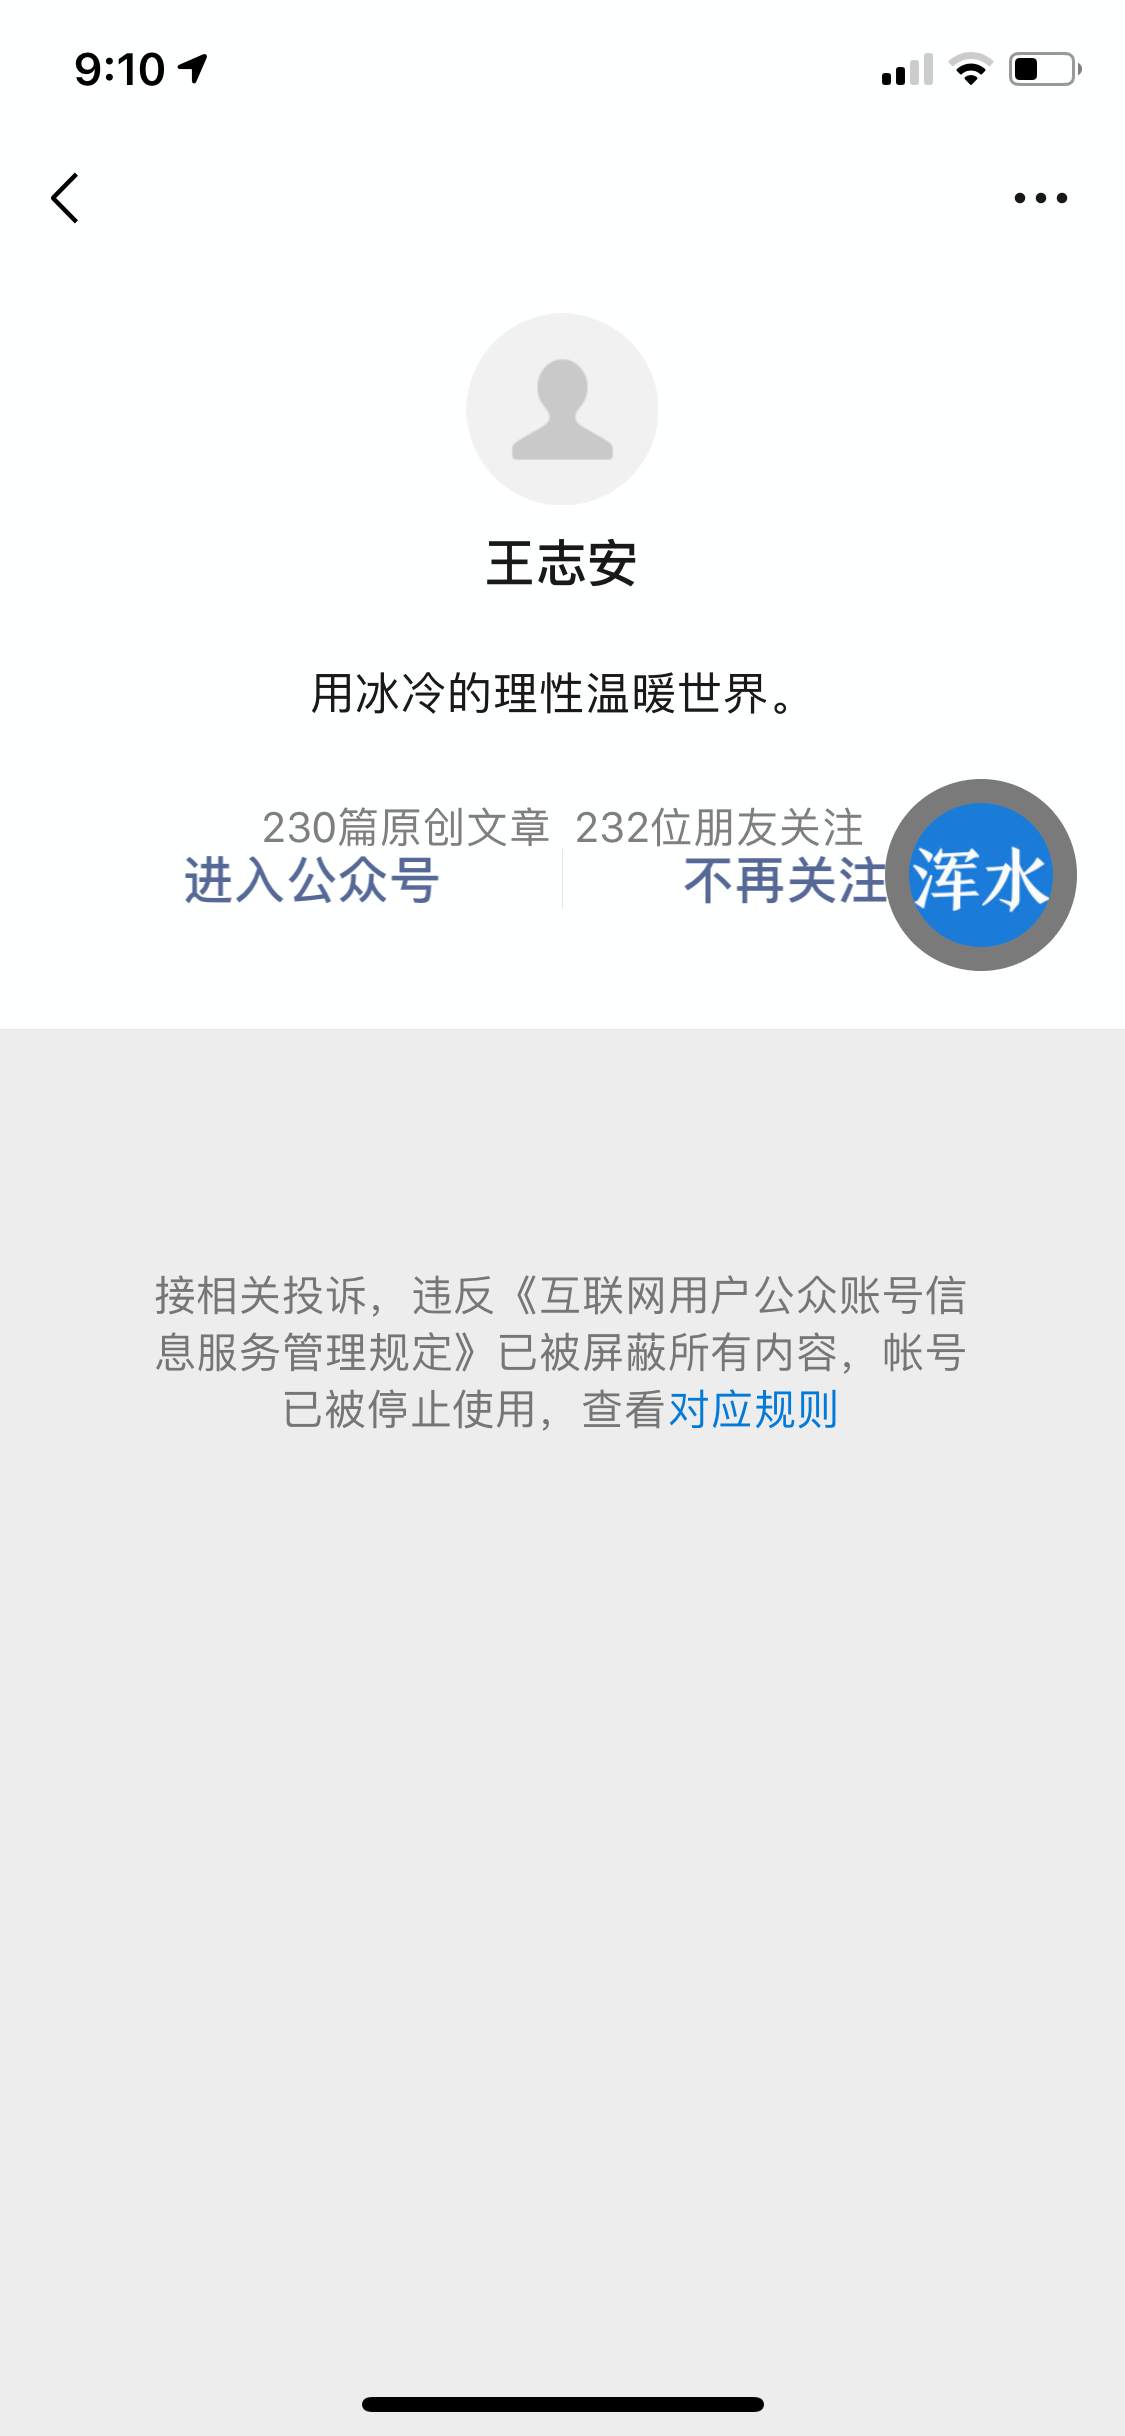 9:10
王志安
用冰冷的理性温暖世界。
230篇原创文章 232位朋友关注
进入公众号 不再关注
浑水
接相关投诉，违反《互联网用户公众账号信
息服务管理规定》已被屏蔽所有内容，帐号
已被停止使用，查看对应规则